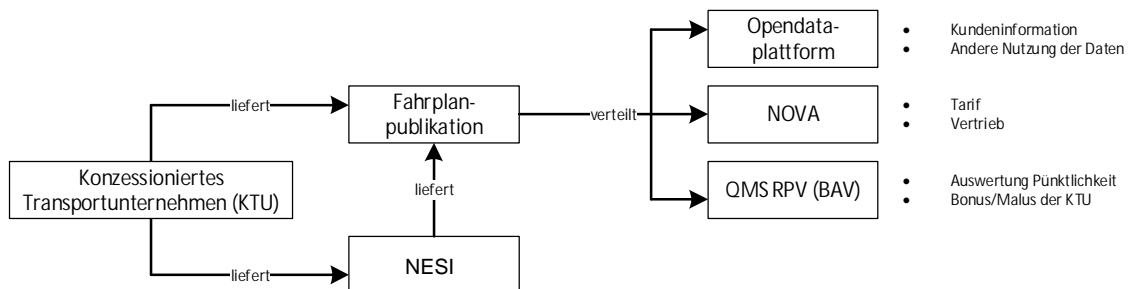 Opendata-
plattform
• Kundeninformation
• Andere Nutzung der Daten
liefert
Fahrplan-
publikation
verteilt
NOVA
• Tarif
• Vertrieb
Konzessioniertes
Transportunternehmen (KTU)
liefert
QMS RPV (BAV)
• Auswertung Pünktlichkeit
• Bonus/Malus der KTU
liefert
NESI